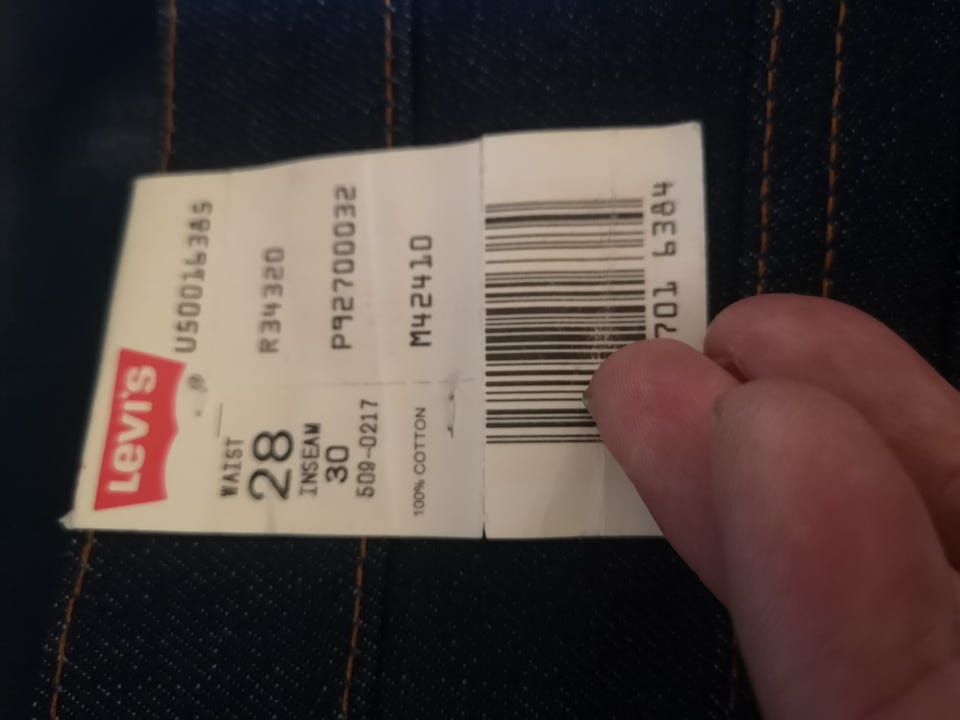 Levi's
US0016385
R34320
P92700032
M42410
WAIST
28
INSEAM
30
509-0217
100% COTTON
701 6384